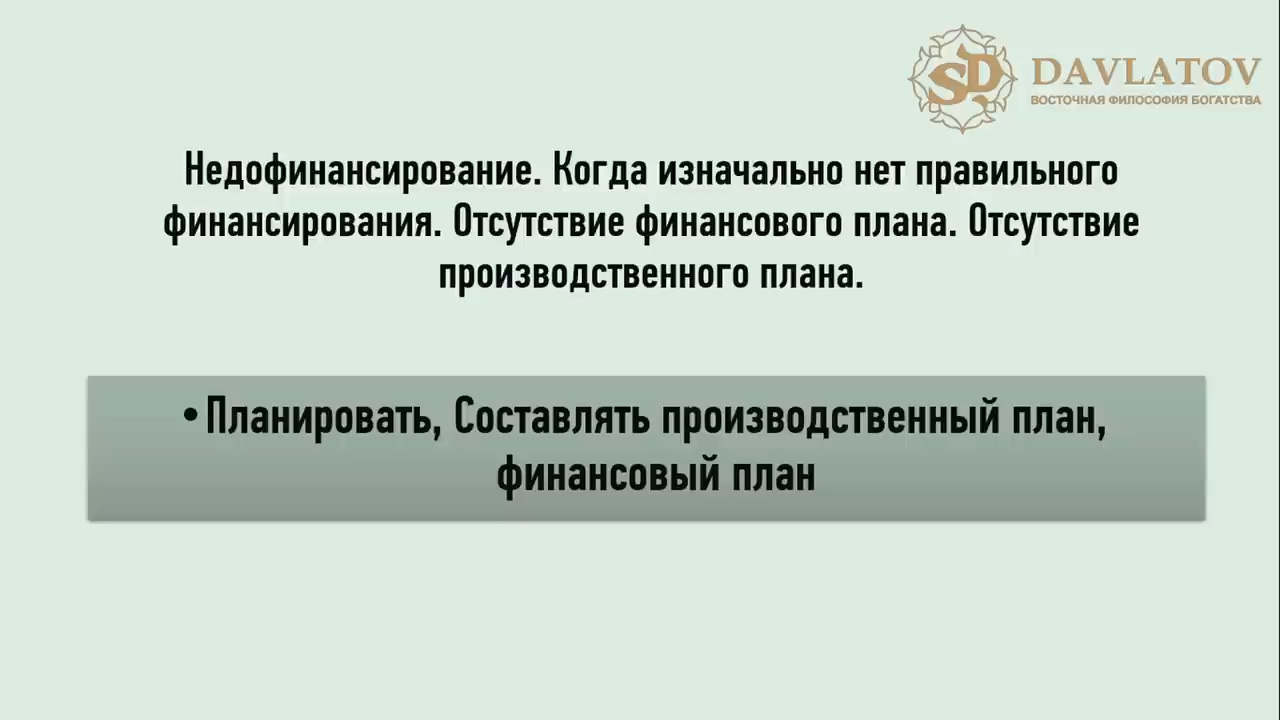 SD DAVLATOV
ВОСТОЧНАЯ ФИЛОСОФИЯ БОГАТСТВА
Недофинансирование. Когда изначально нет правильного
финансирования. Отсутствие финансового плана. Отсутствие
производственного плана.
•Планировать, Составлять производственный план,
финансовый план